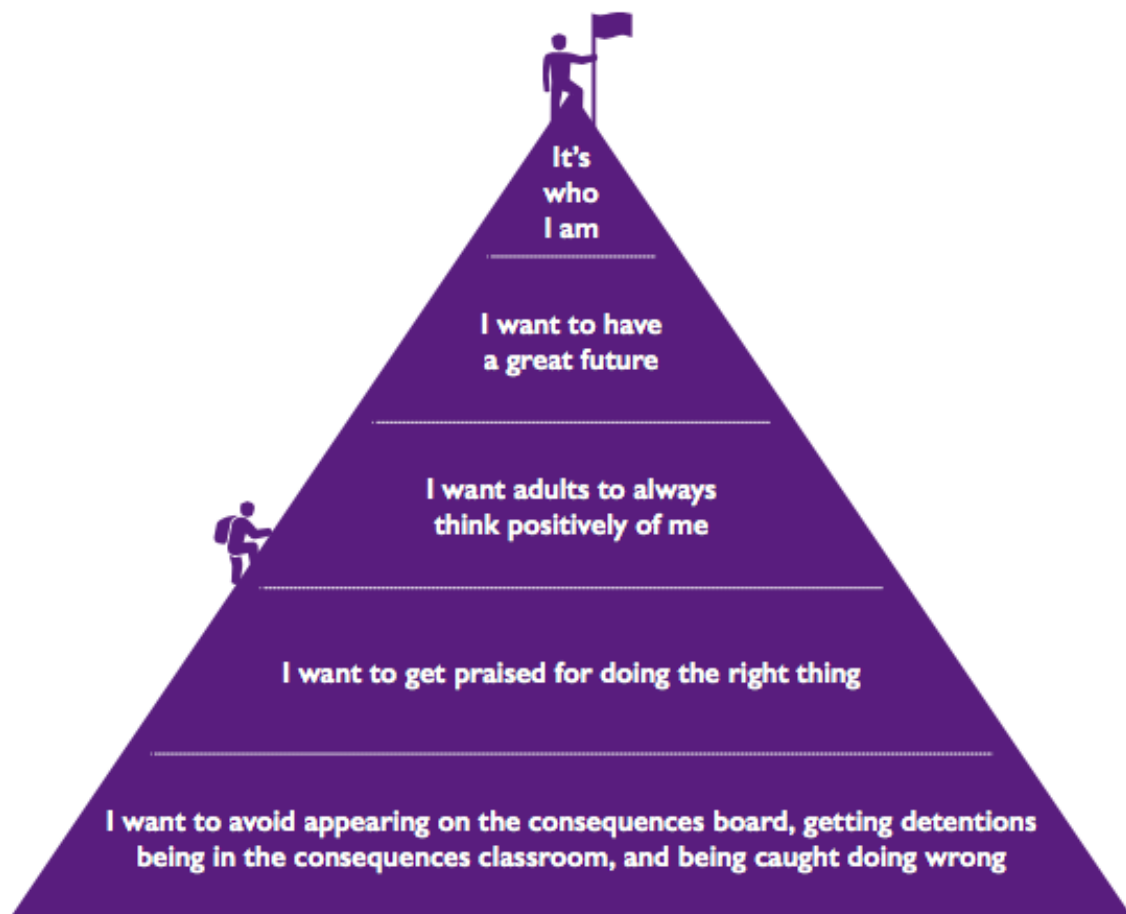 It's
who
I am
I want to have
a great future
I want adults to always
think positively of me
I want to get praised for doing the right thing
I want to avoid appearing on the consequences board, getting detentions
being in the consequences classroom, and being caught doing wrong